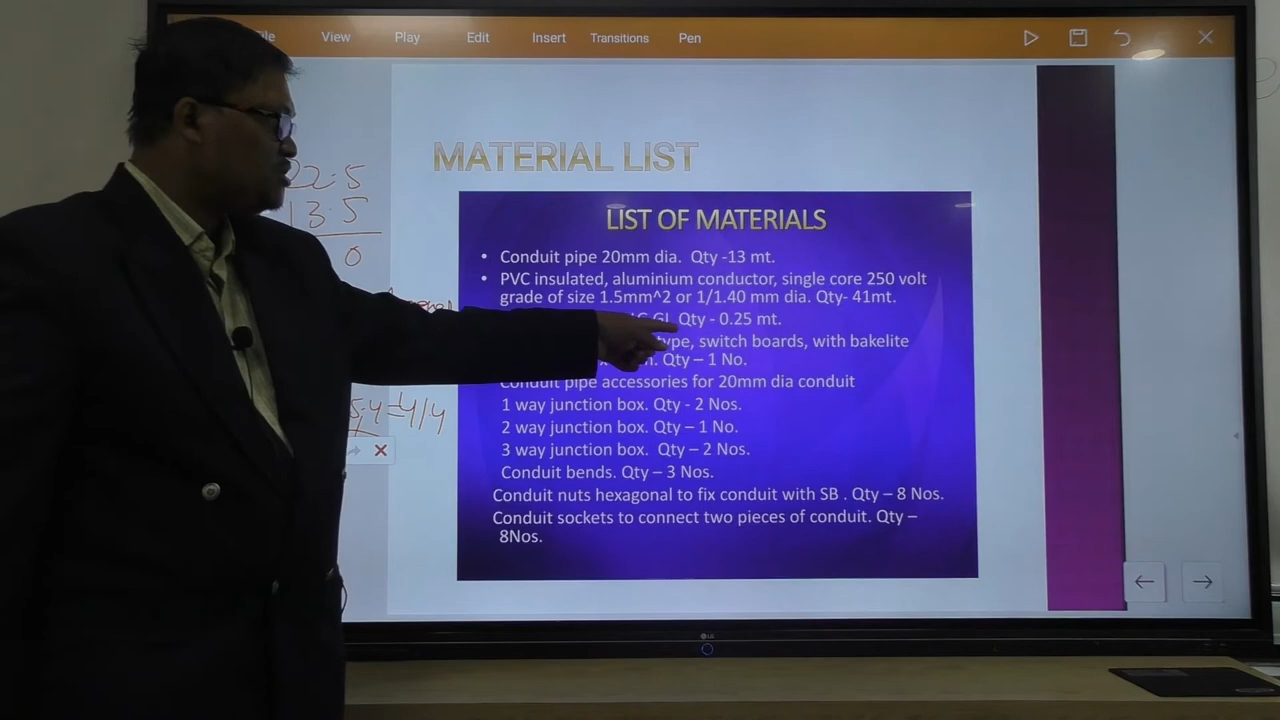 View Play Edit Insert Transitions Pen
22.5
13.5
0
MATERIAL LIST
LIST OF MATERIALS
• Conduit pipe 20mm dia. Qty -13 mt.
• PVC insulated, aluminium conductor, single core 250 volt
grade of size 1.5mm^2 or 1/1.40 mm dia. Qty- 41mt.
GI Qty - 0.25 mt.
type, switch boards, with bakelite
Qty – 1 No.
Conduit pipe accessories for 20mm dia conduit
1 way junction box. Qty - 2 Nos.
2 way junction box. Qty – 1 No.
3 way junction box. Qty – 2 Nos.
Conduit bends. Qty – 3 Nos.
Conduit nuts hexagonal to fix conduit with SB . Qty – 8 Nos.
Conduit sockets to connect two pieces of conduit. Qty –
8Nos.
LG